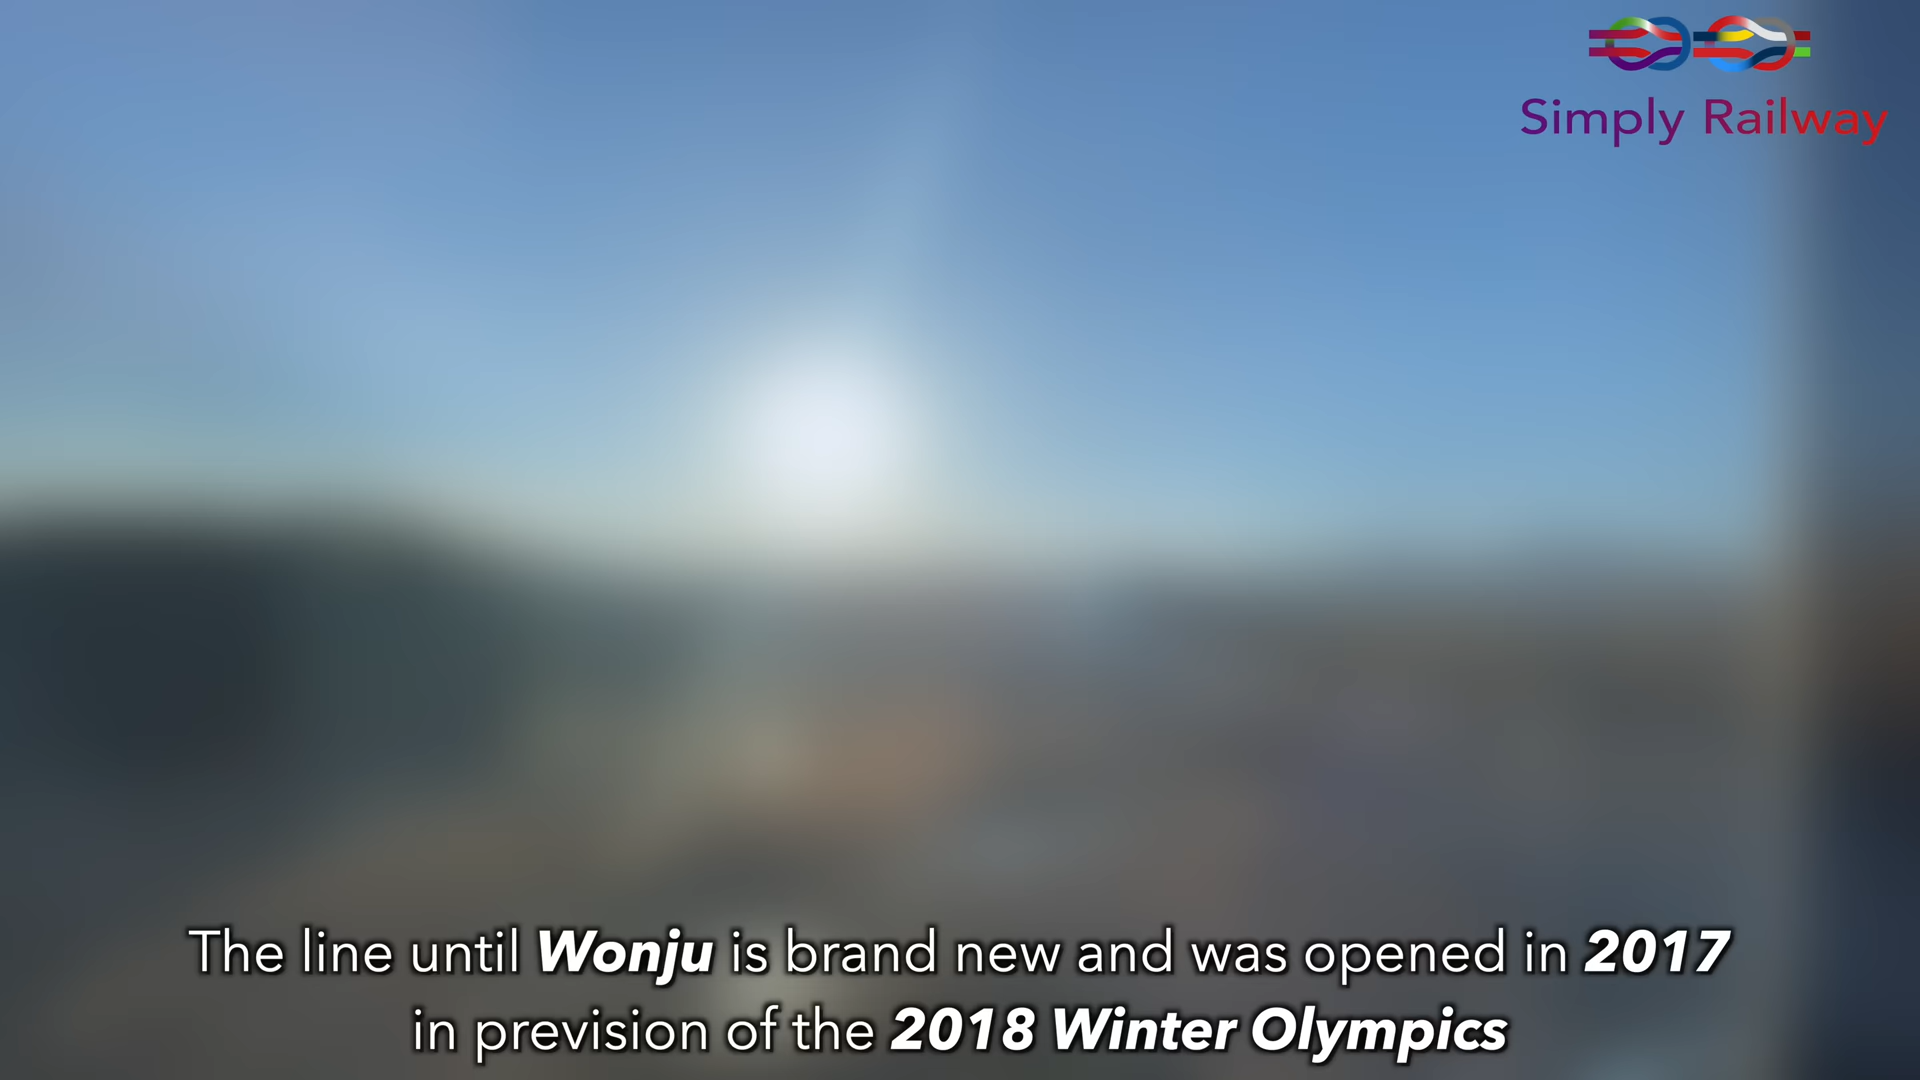 Simply Railway
The line until Wonju is brand new and was opened in 2017
in prevision of the 2018 Winter Olympics